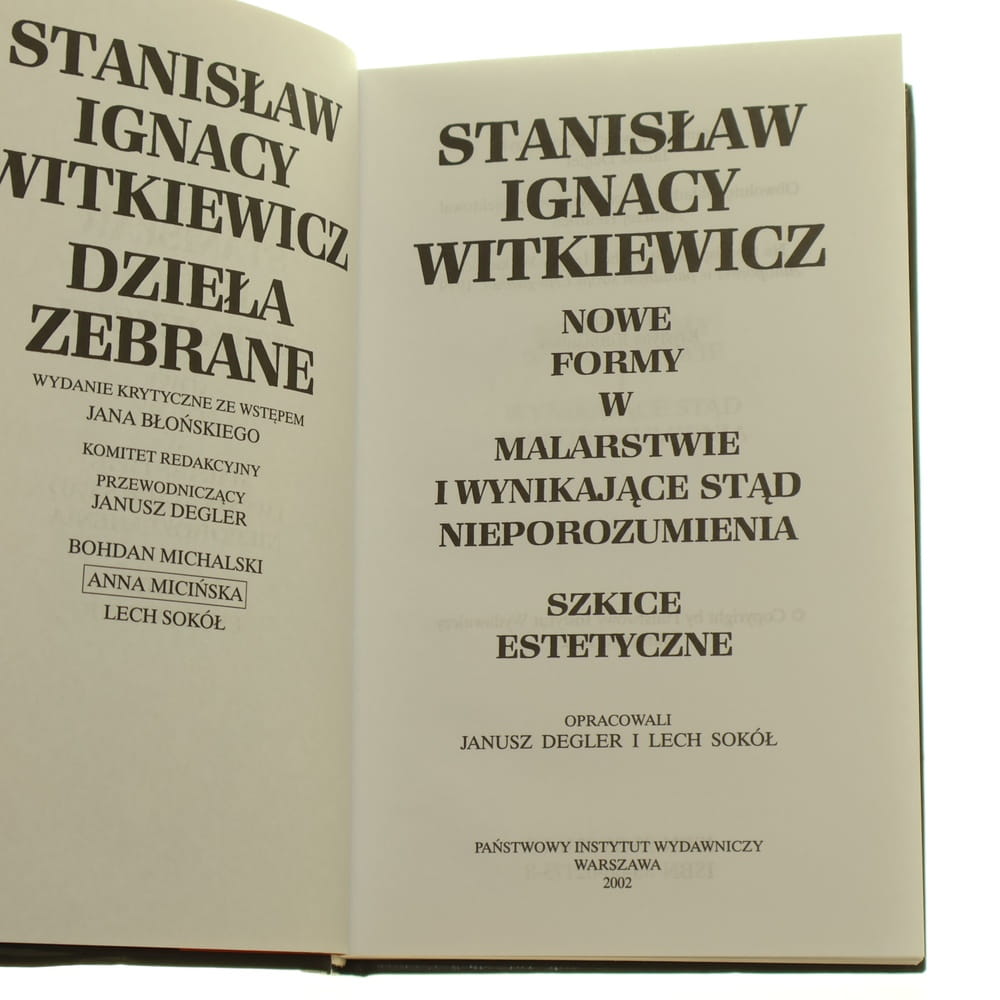 STANISŁAW
IGNACY
WITKIEWICZ
DZIEŁA
ZEBRANE
WYDANIE KRYTYCZNE ZE WSTĘPEM
JANA BŁOŃSKIEGO
KOMITET REDAKCYJNY
PRZEWODNICZĄCY
JANUSZ DEGLER
BOHDAN MICHALSKI
ANNA MICIŃSKA
LECH SOKÓŁ
STANISŁAW
IGNACY
WITKIEWICZ
NOWE
FORMY
W
MALARSTWIE
I WYNIKAJĄCE STĄD
NIEPOROZUMIENIA
SZKICE
ESTETYCZNE
OPRACOWALI
JANUSZ DEGLER I LECH SOKÓŁ
PAŃSTWOWY INSTYTUT WYDAWNICZY
WARSZAWA
2002